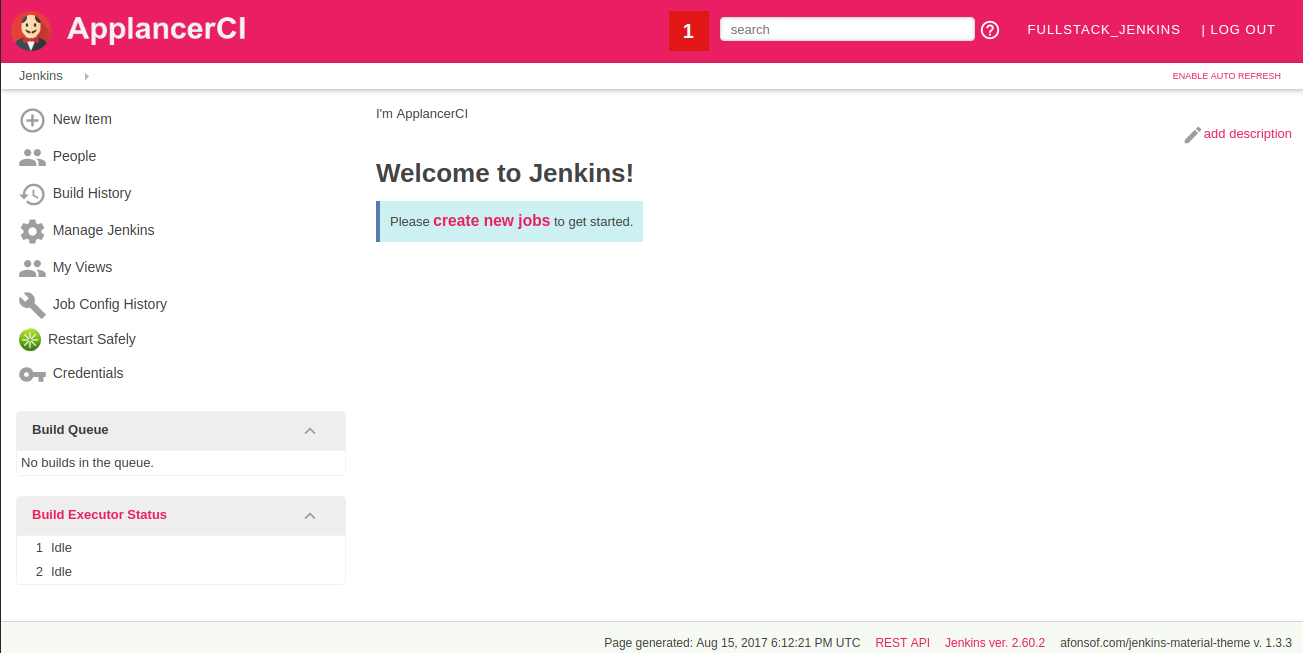 ApplancerCI
1
search
FULLSTACK_JENKINS
| LOG OUT
Jenkins
ENABLE AUTO REFRESH
New Item
People
Build History
Manage Jenkins
My Views
Job Config History
Restart Safely
Credentials
Build Queue
No builds in the queue.
Build Executor Status
1 Idle
2 Idle
I'm ApplancerCI
add description
Welcome to Jenkins!
Please create new jobs to get started.
Page generated: Aug 15, 2017 6:12:21 PM UTC REST API Jenkins ver. 2.60.2 afonsof.com/jenkins-material-theme v. 1.3.3